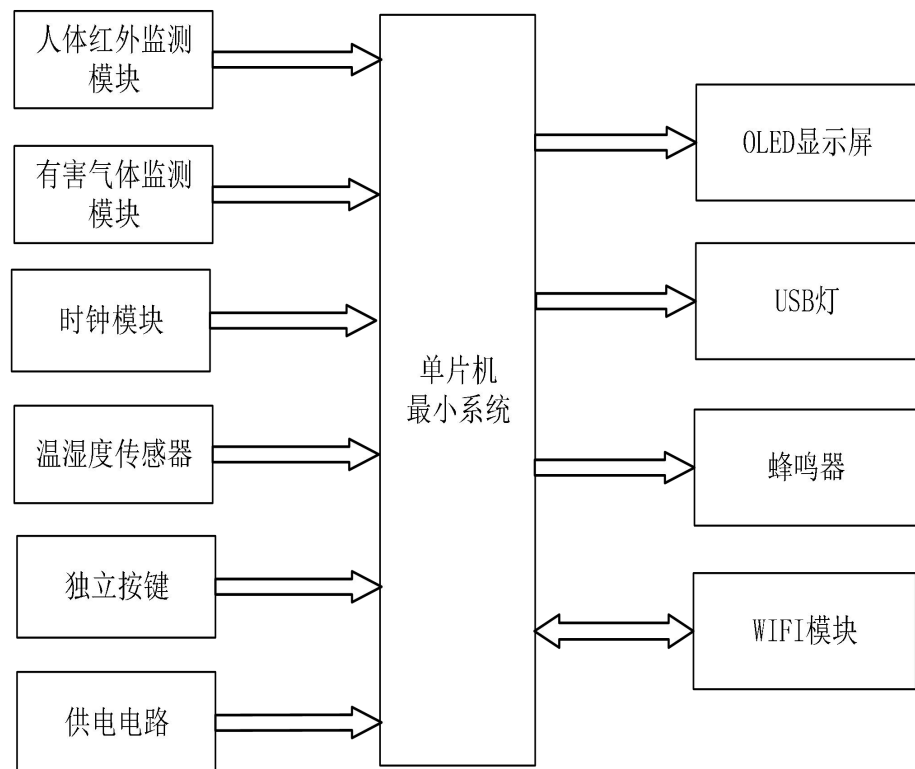 人体红外监测
模块
有害气体监测
模块
时钟模块
温湿度传感器
独立按键
供电电路
单片机
最小系统
OLED显示屏
USB灯
蜂鸣器
WIFI模块